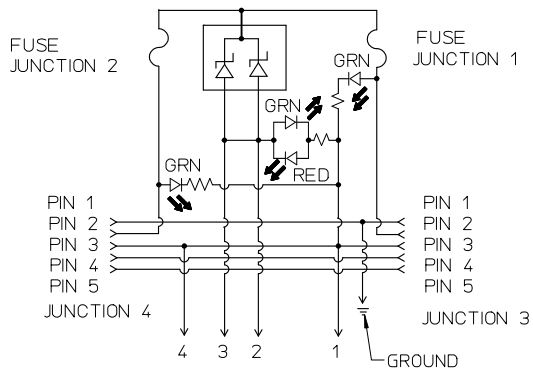 FUSE
JUNCTION 2
FUSE
JUNCTION 1
GRN
GRN
GRN
RED
PIN 1
PIN 2
PIN 3
PIN 4
PIN 5
JUNCTION 4
PIN 1
PIN 2
PIN 3
PIN 4
PIN 5
JUNCTION 3
4
3
2
1
GROUND